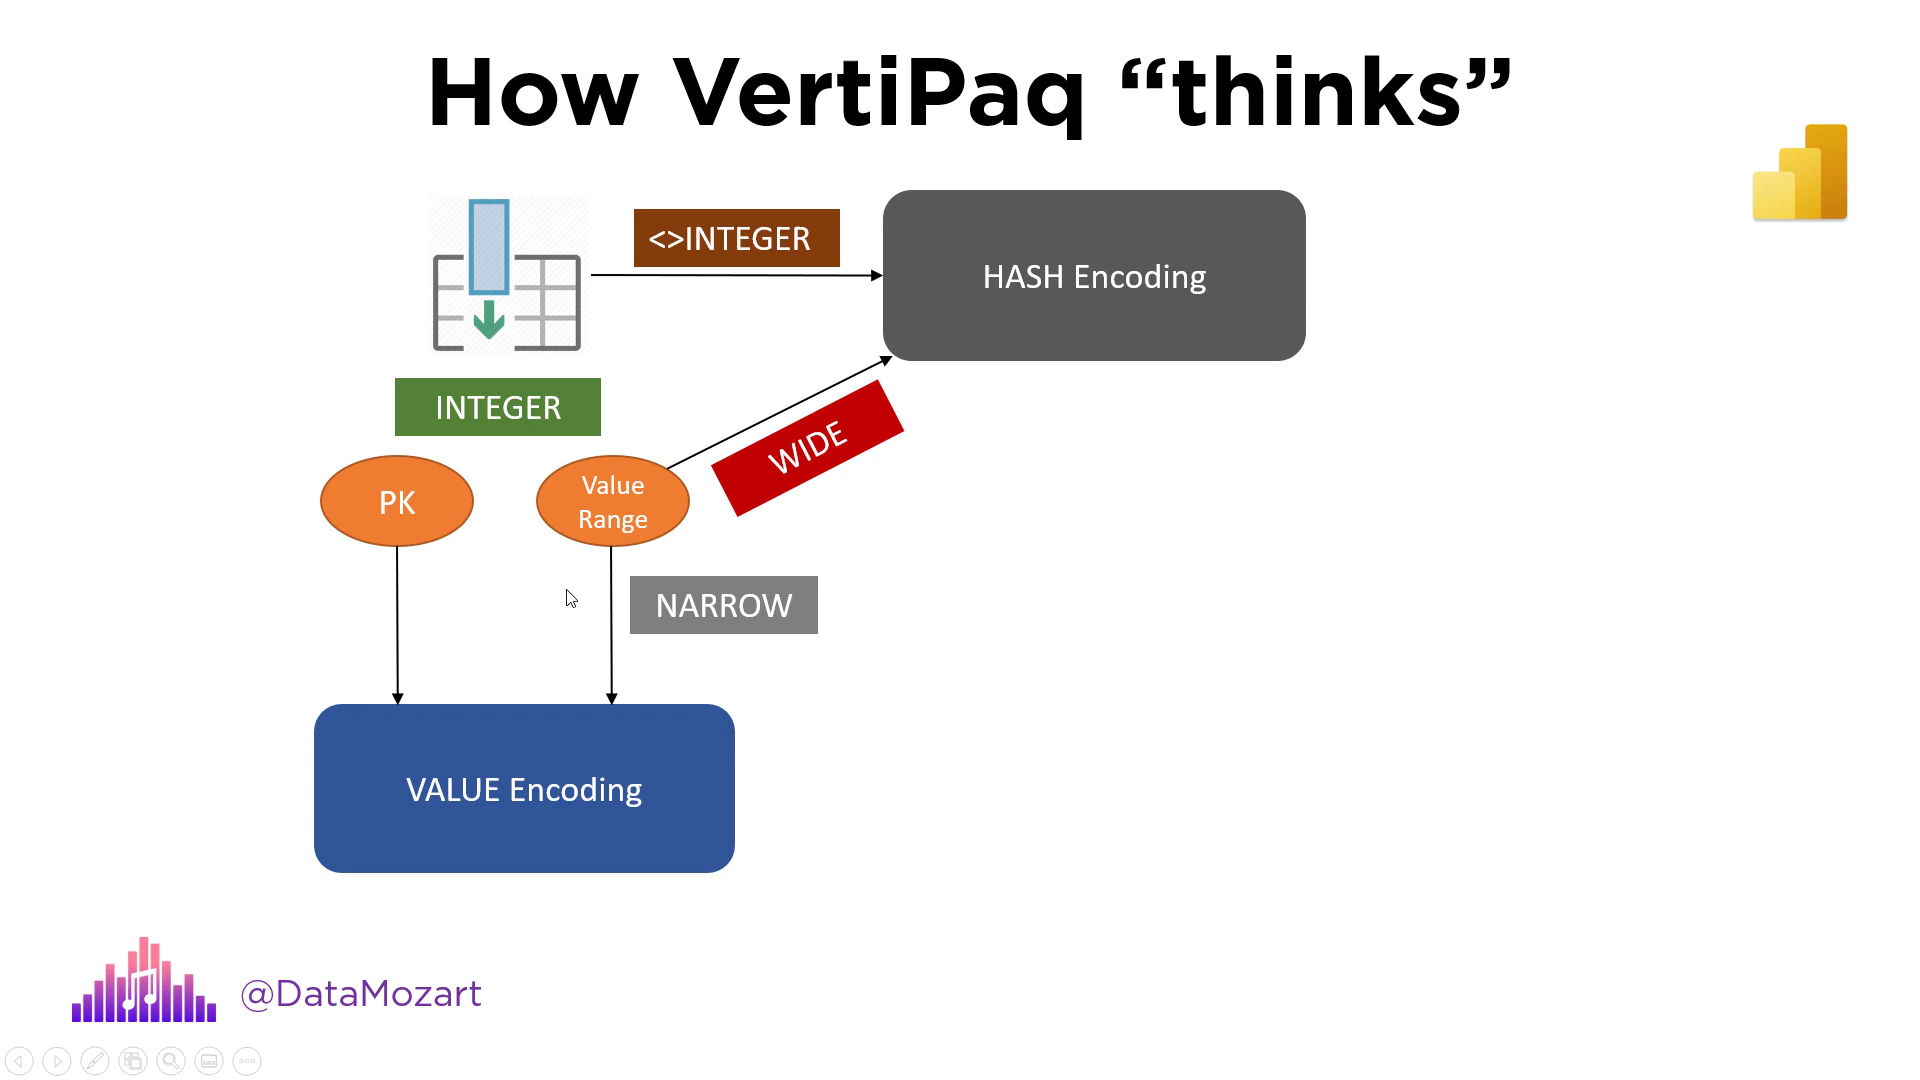 How VertiPaq “thinks”
<>INTEGER
HASH Encoding
INTEGER
WIDE
PK
Value
Range
NARROW
VALUE Encoding
@DataMozart